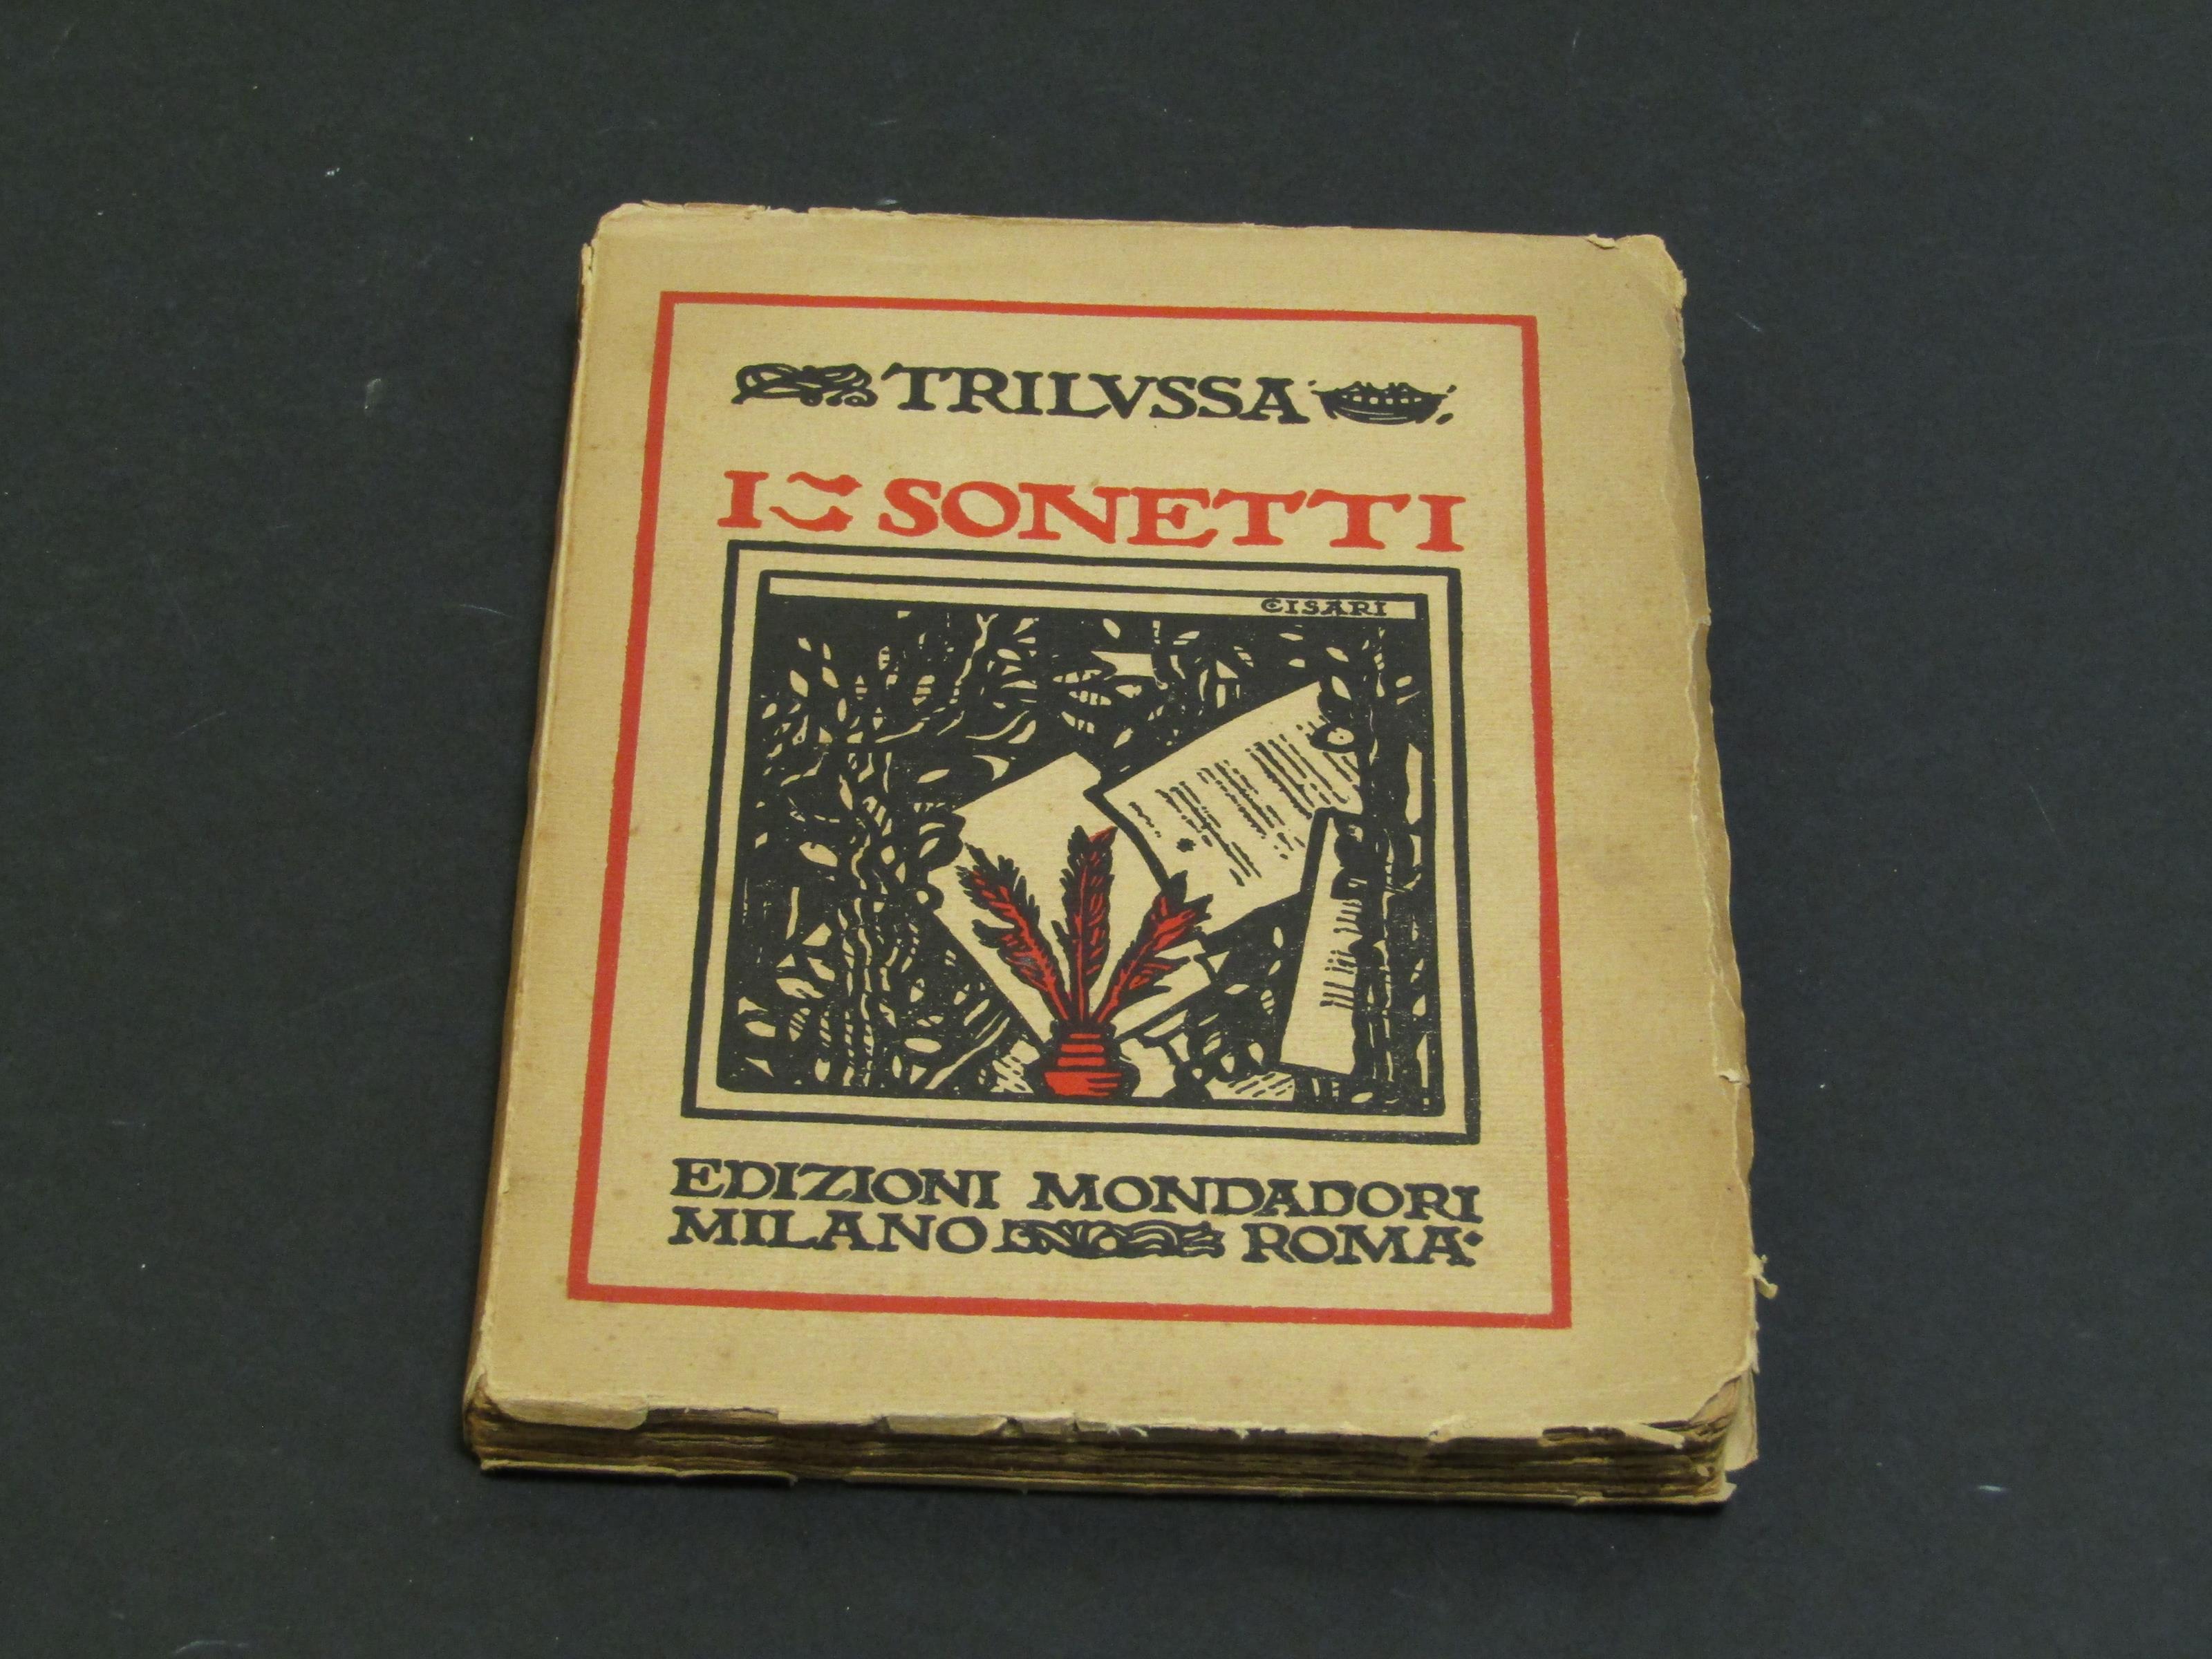 TRILVSSA
I SONETTI
CISARI
EDIZIONI MONDADORI
MILANO ROMA·